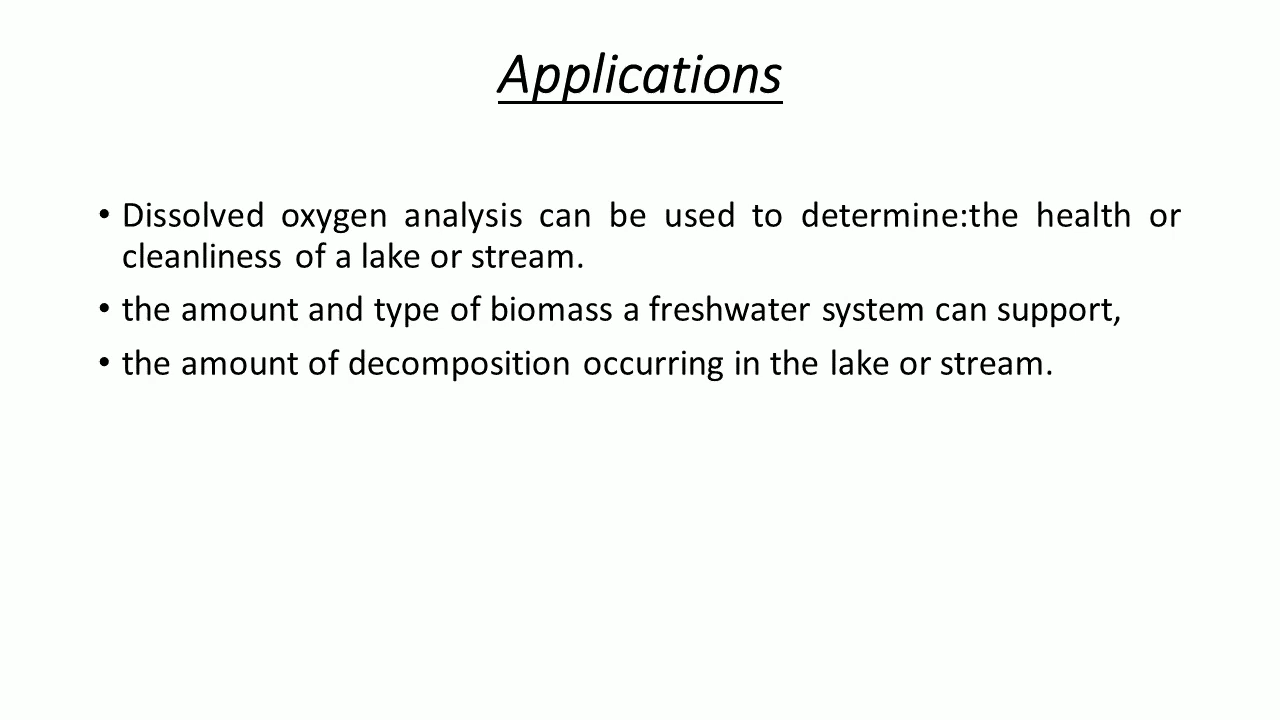 Applications
• Dissolved oxygen analysis can be used to determine:the health or
cleanliness of a lake or stream.
• the amount and type of biomass a freshwater system can support,
• the amount of decomposition occurring in the lake or stream.